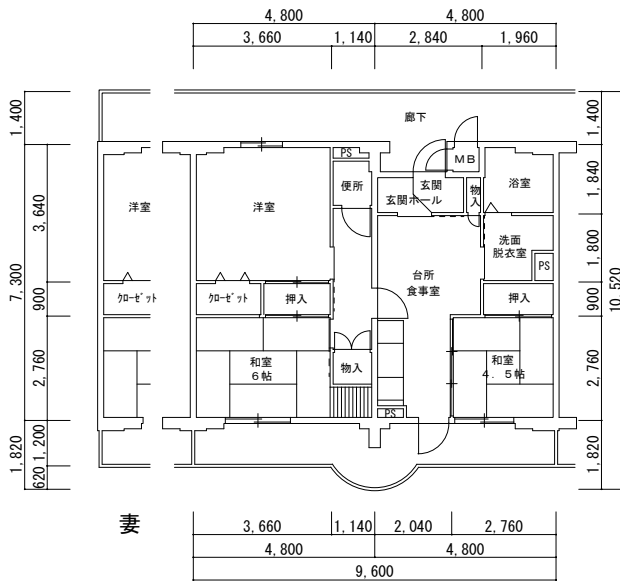 4,800 4,800
3,660 1,140 2,840 1,960
1,400
3,640
7,300
900
2,760
1,820
1,200
620
廊下
PS
MB
便所
玄関
玄関ホール
物入
浴室
洋室
洋室
洗面
脱衣室
PS
台所
食事室
クローゼット
クローゼット
押入
押入
和室
6帖
物入
和室
4.5帖
PS
1,400
1,840
1,800
900
2,760
1,820
10,520
妻
3,660 1,140 2,040 2,760
4,800 4,800
9,600